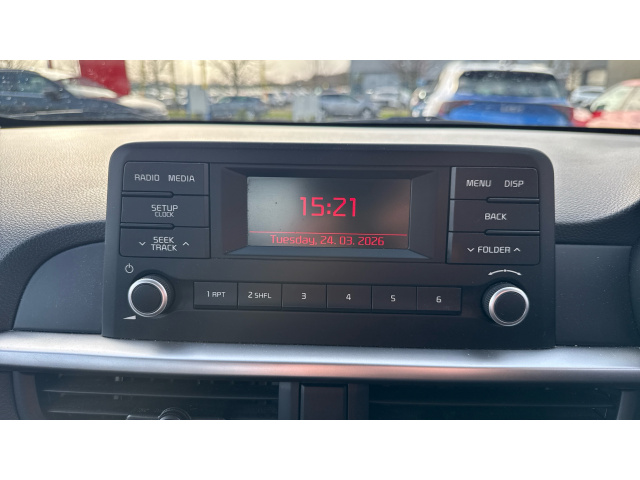 RADIO MEDIA
SETUP
CLOCK
SEEK
TRACK
15:21
Tuesday, 24. 03. 2026
MENU DISP
BACK
FOLDER
1 RPT
2 SHFL
3
4
5
6